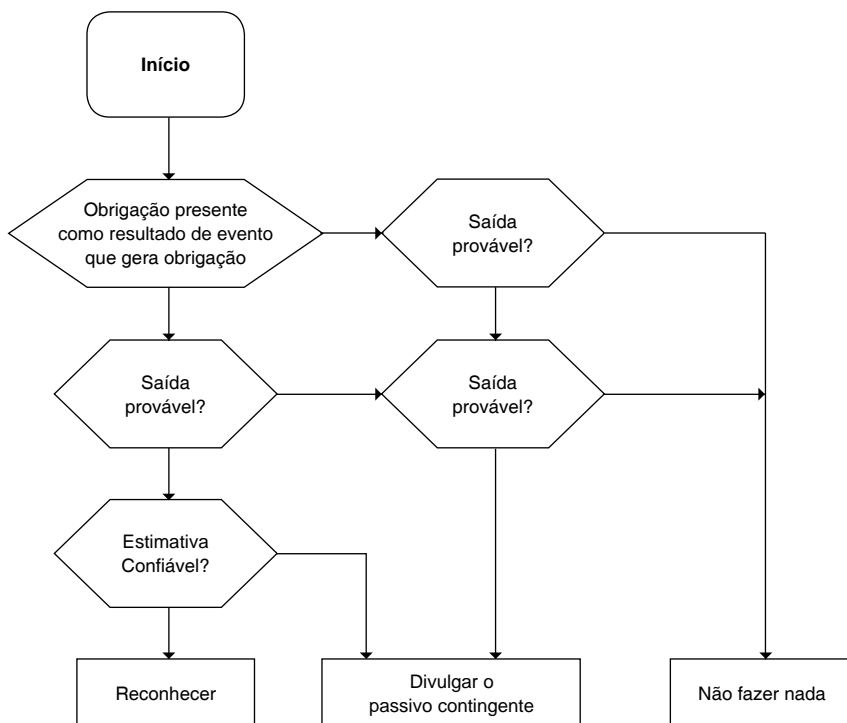 Início
Obrigação presente
como resultado de evento
que gera obrigação
Saída
provável?
Saída
provável?
Saída
provável?
Estimativa
Confiável?
Reconhecer
Divulgar o
passivo contingente
Não fazer nada